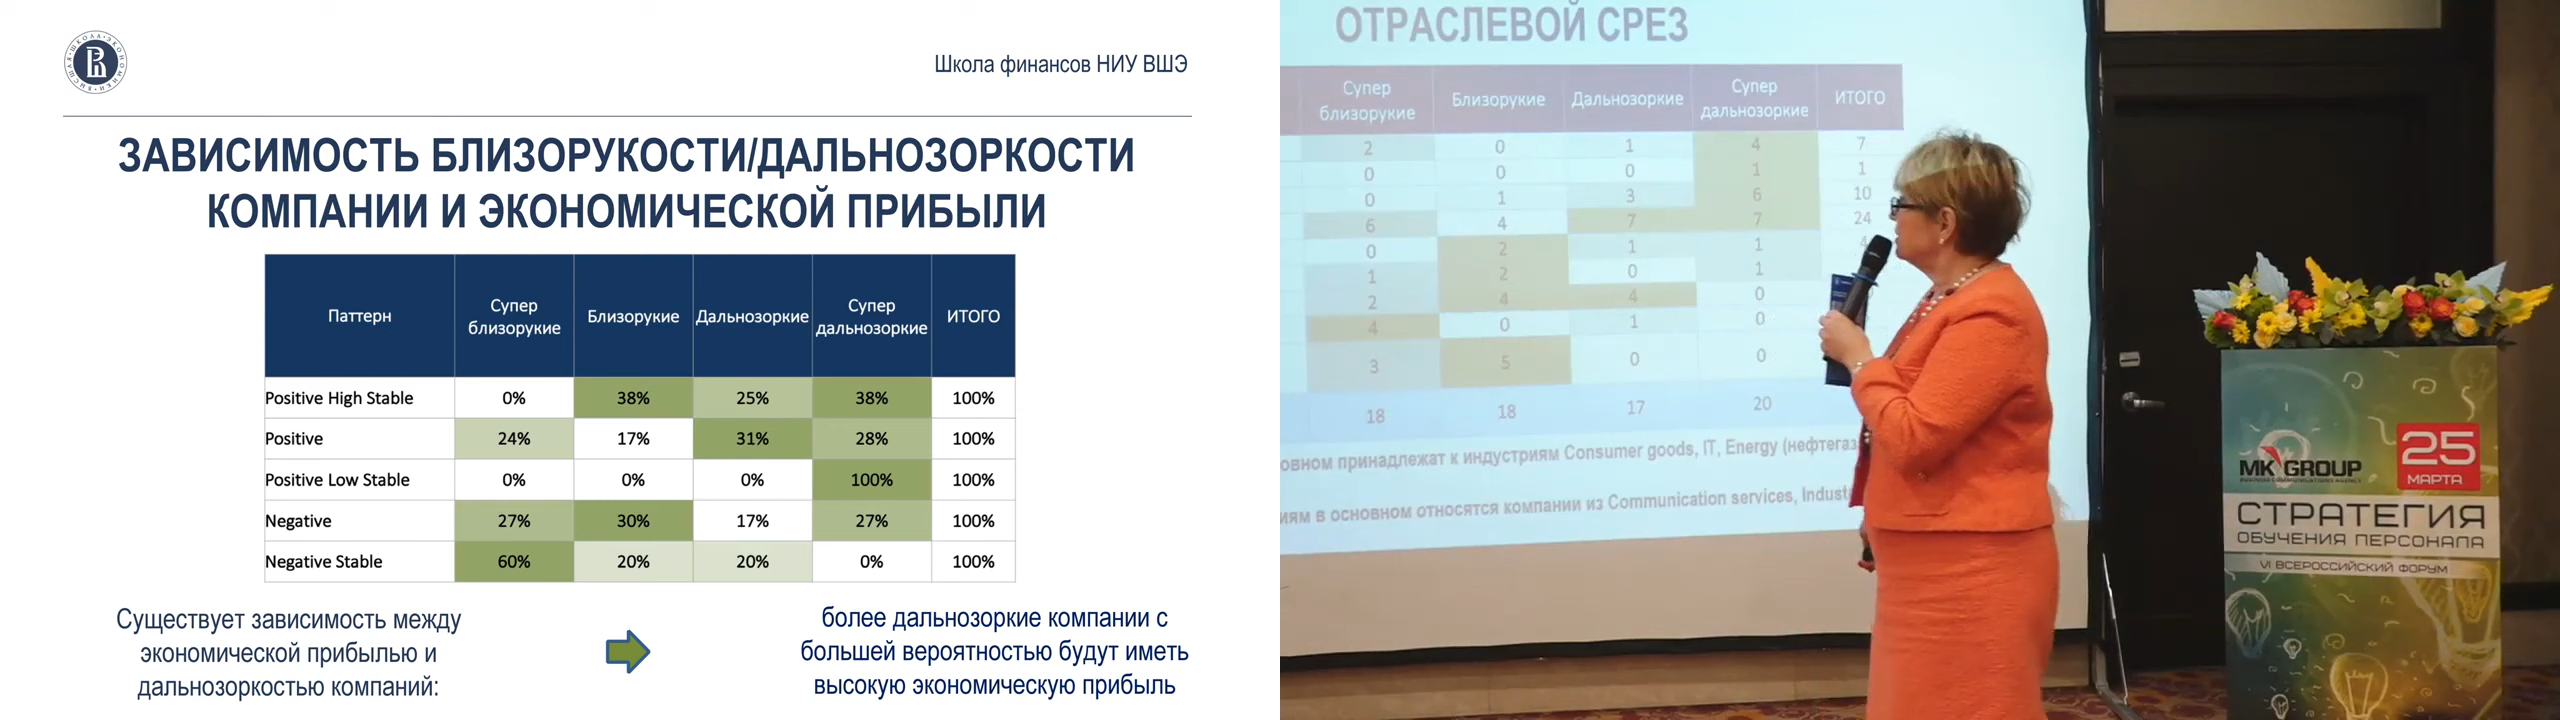 Школа финансов НИУ ВШЭ
ЗАВИСИМОСТЬ БЛИЗОРУКОСТИ/ДАЛЬНОЗОРКОСТИ
КОМПАНИИ И ЭКОНОМИЧЕСКОЙ ПРИБЫЛИ
Паттерн Супер близорукие Близорукие Дальнозоркие Супер дальнозоркие ИТОГО
Positive High Stable 0% 38% 25% 38% 100%
Positive 24% 17% 31% 28% 100%
Positive Low Stable 0% 0% 0% 100% 100%
Negative 27% 30% 17% 27% 100%
Negative Stable 60% 20% 20% 0% 100%
Существует зависимость между
экономической прибылью и
дальнозоркостью компаний:
более дальнозоркие компании с
большей вероятностью будут иметь
высокую экономическую прибыль
ОТРАСЛЕВОЙ СРЕЗ
Супер близорукие Близорукие Дальнозоркие Супер дальнозоркие ИТОГО
2 0 1 4 7
0 0 0 1 1
0 1 3 6 10
6 4 7 7 24
0 2 1 1 4
1 2 0 1
2 4 4 0
4 0 1 0
3 5 0 0
18 18 17 20
принадлежат к индустриям Consumer goods, IT, Energy (нефтегаз
в основном относятся компании из Communication services, Indust
MK GROUP
25
МАРТА
СТРАТЕГИЯ
ОБУЧЕНИЯ ПЕРСОНАЛА
VI ВСЕРОССИЙСКИЙ ФОРУМ